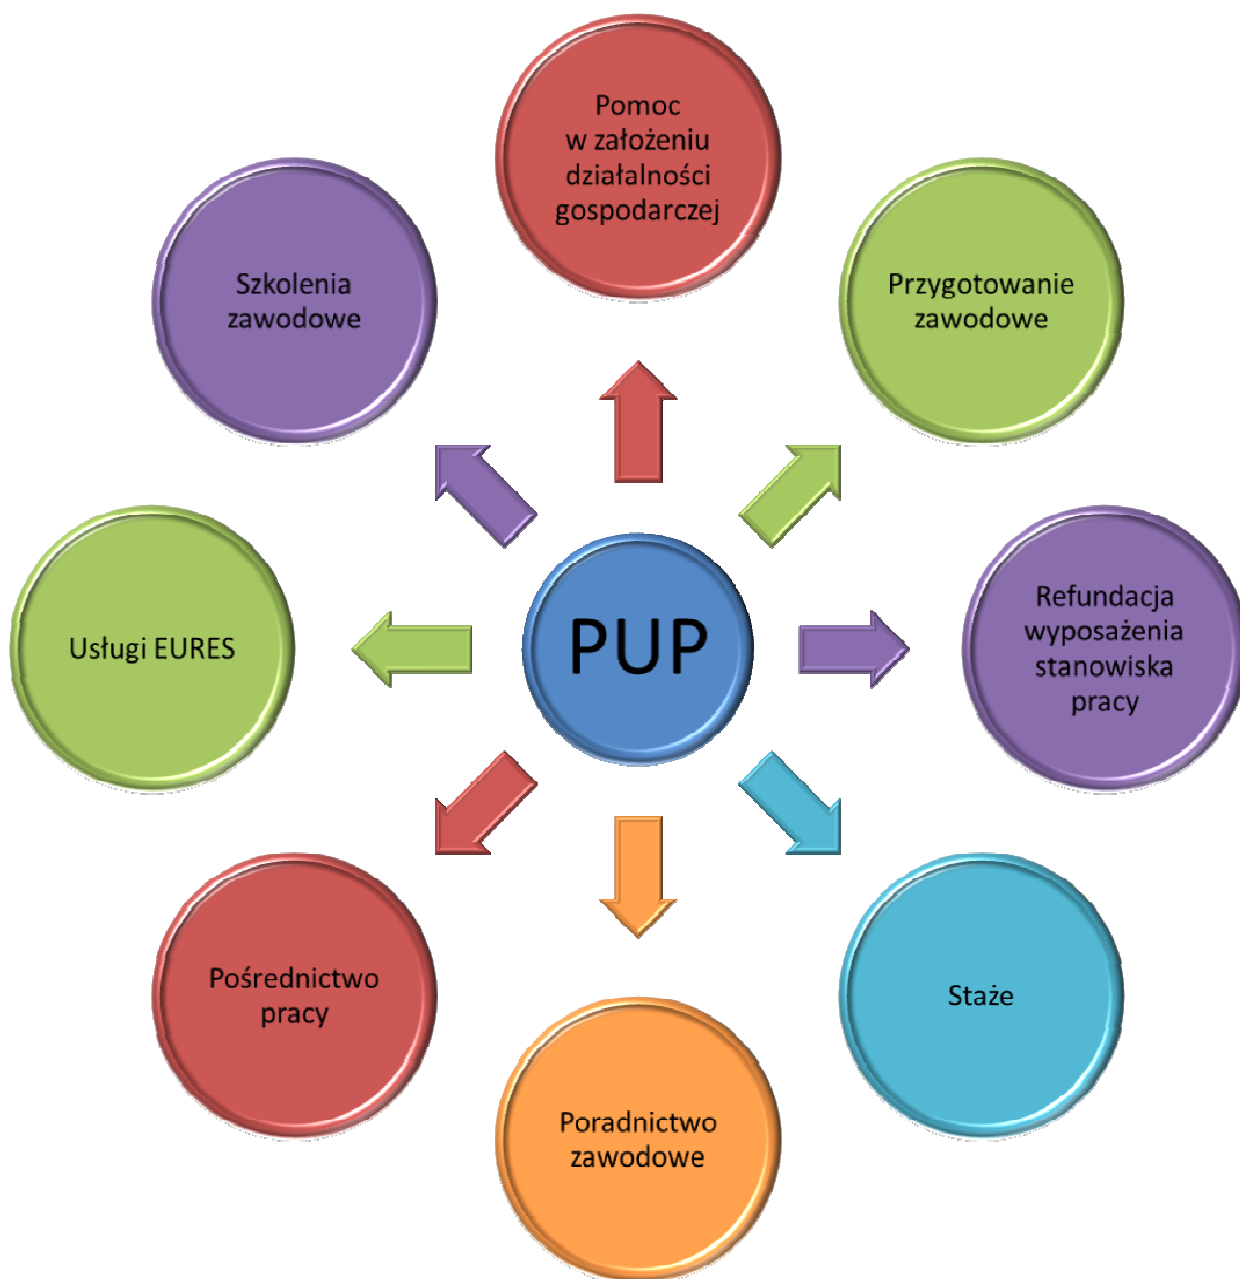 Pomoc
w założeniu
działalności
gospodarczej
Przygotowanie
zawodowe
Refundacja
wyposażenia
stanowiska
pracy
Staże
Poradnictwo
zawodowe
Pośrednictwo
pracy
Usługi EURES
Szkolenia
zawodowe
PUP